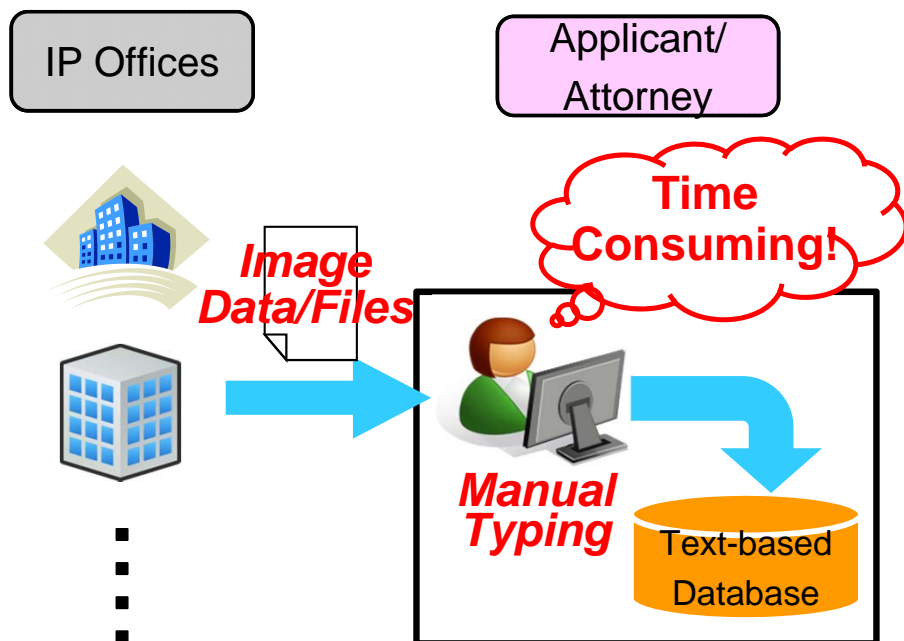 IP Offices
Applicant/
Attorney
Time
Consuming!
Image
Data/Files
Manual
Typing
Text-based
Database